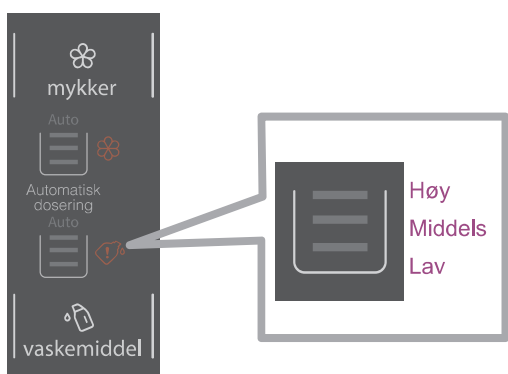 mykker
Auto
Automatisk
dosering
Auto
vaskemiddel
Høy
Middels
Lav